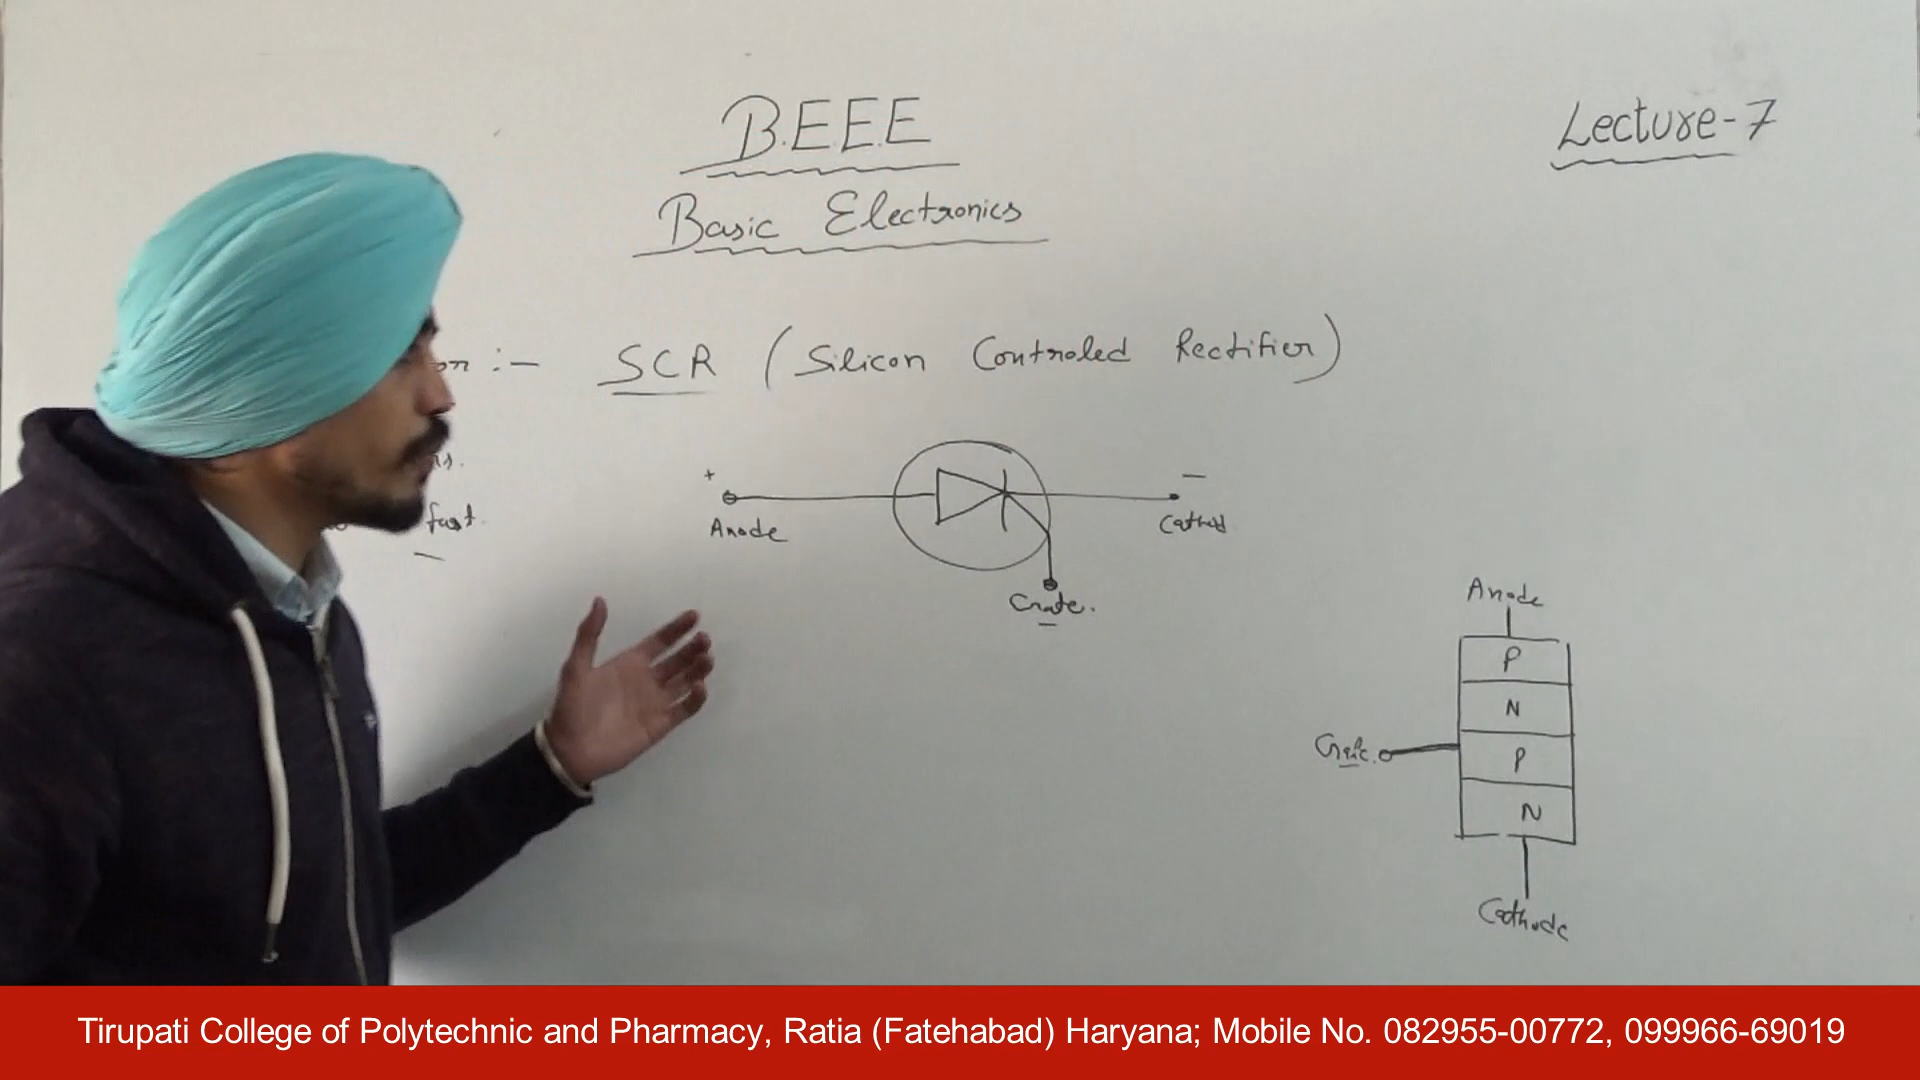 B.E.E.E
Lecture-7
Basic Electronics
:- SCR (Silicon Controled Rectifier)
+
-
Anode
Cathod
fast.
Gate.
Anode
P
N
Gate.
P
N
Cathode
Tirupati College of Polytechnic and Pharmacy, Ratia (Fatehabad) Haryana; Mobile No. 082955-00772, 099966-69019